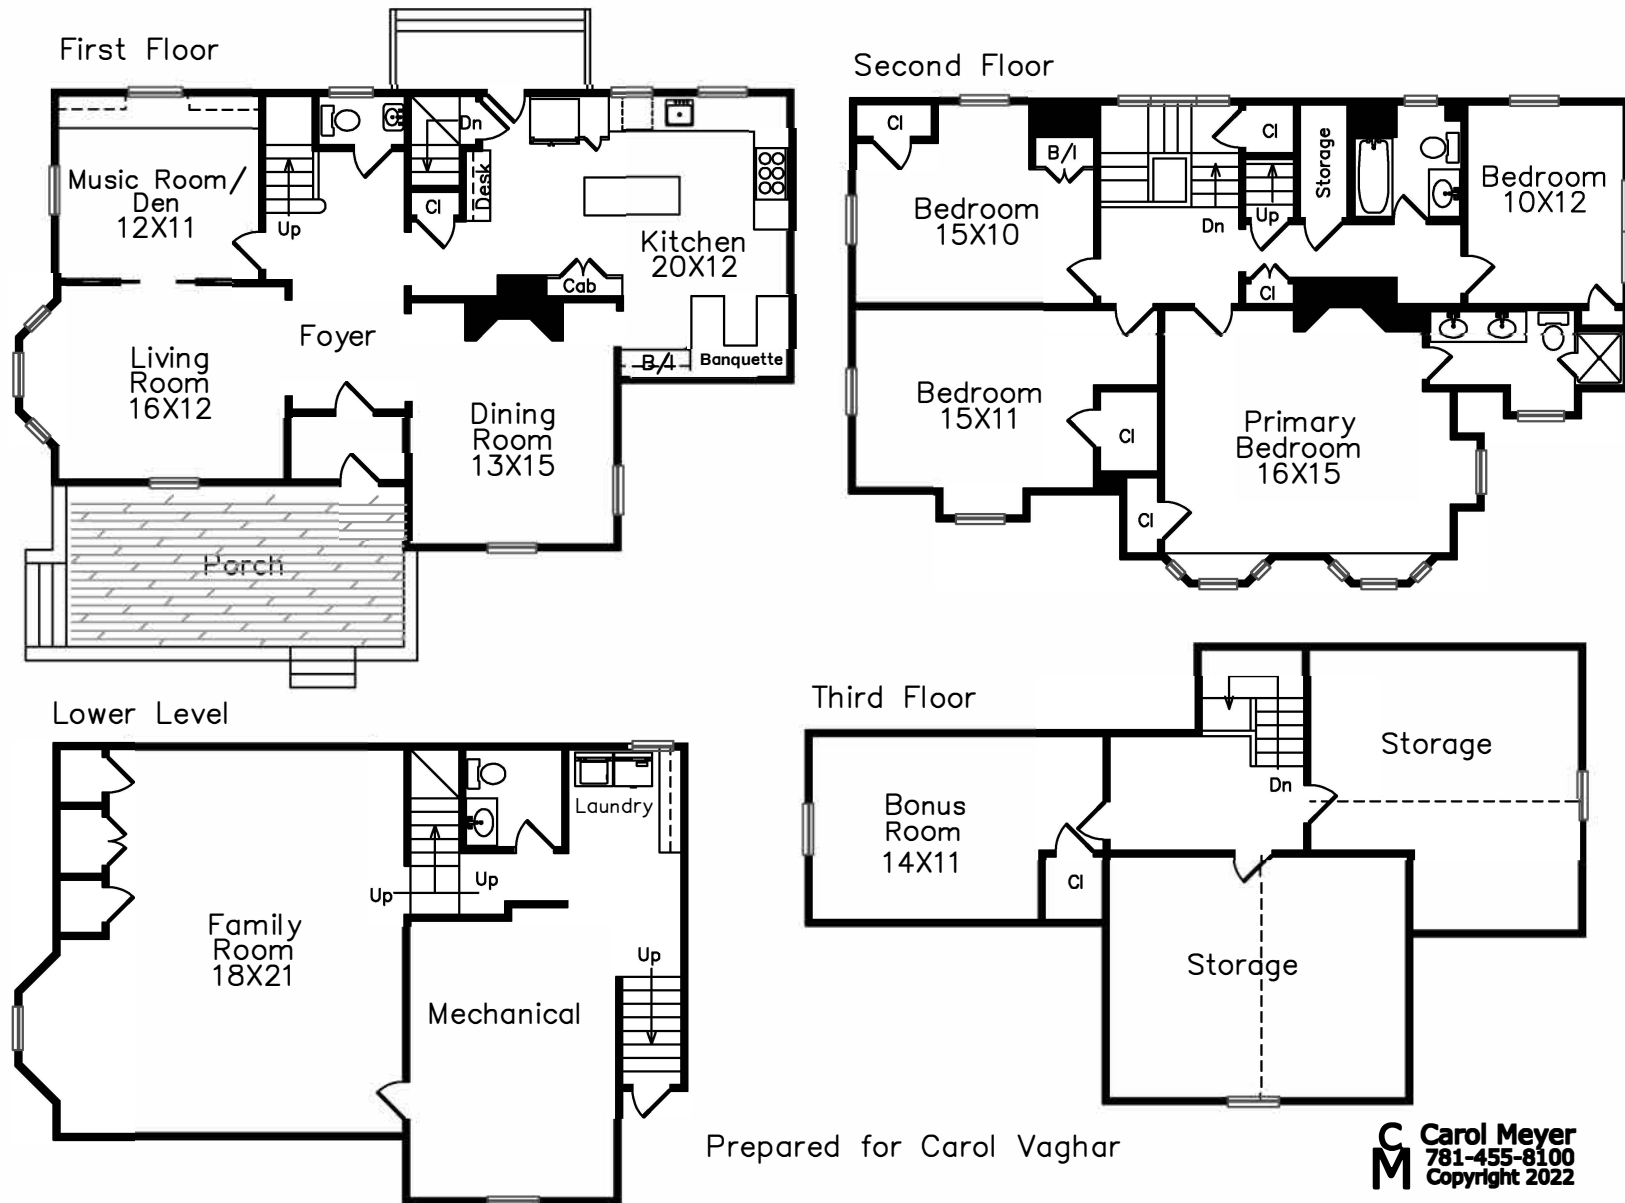 First Floor
Music Room/
Den
12X11
Up
Dn
Desk
Cl
Kitchen
20X12
Cab
Foyer
Living
Room
16X12
Dining
Room
13X15
B/I
Banquette
Porch
Second Floor
Cl
B/I
Bedroom
15X10
Dn
Cl
Up
Storage
Cl
Bedroom
10X12
Bedroom
15X11
Cl
Cl
Primary
Bedroom
16X15
Lower Level
Laundry
Up
Up
Family
Room
18X21
Up
Mechanical
Third Floor
Bonus
Room
14X11
Cl
Dn
Storage
Storage
Prepared for Carol Vaghar
CM
Carol Meyer
781-455-8100
Copyright 2022